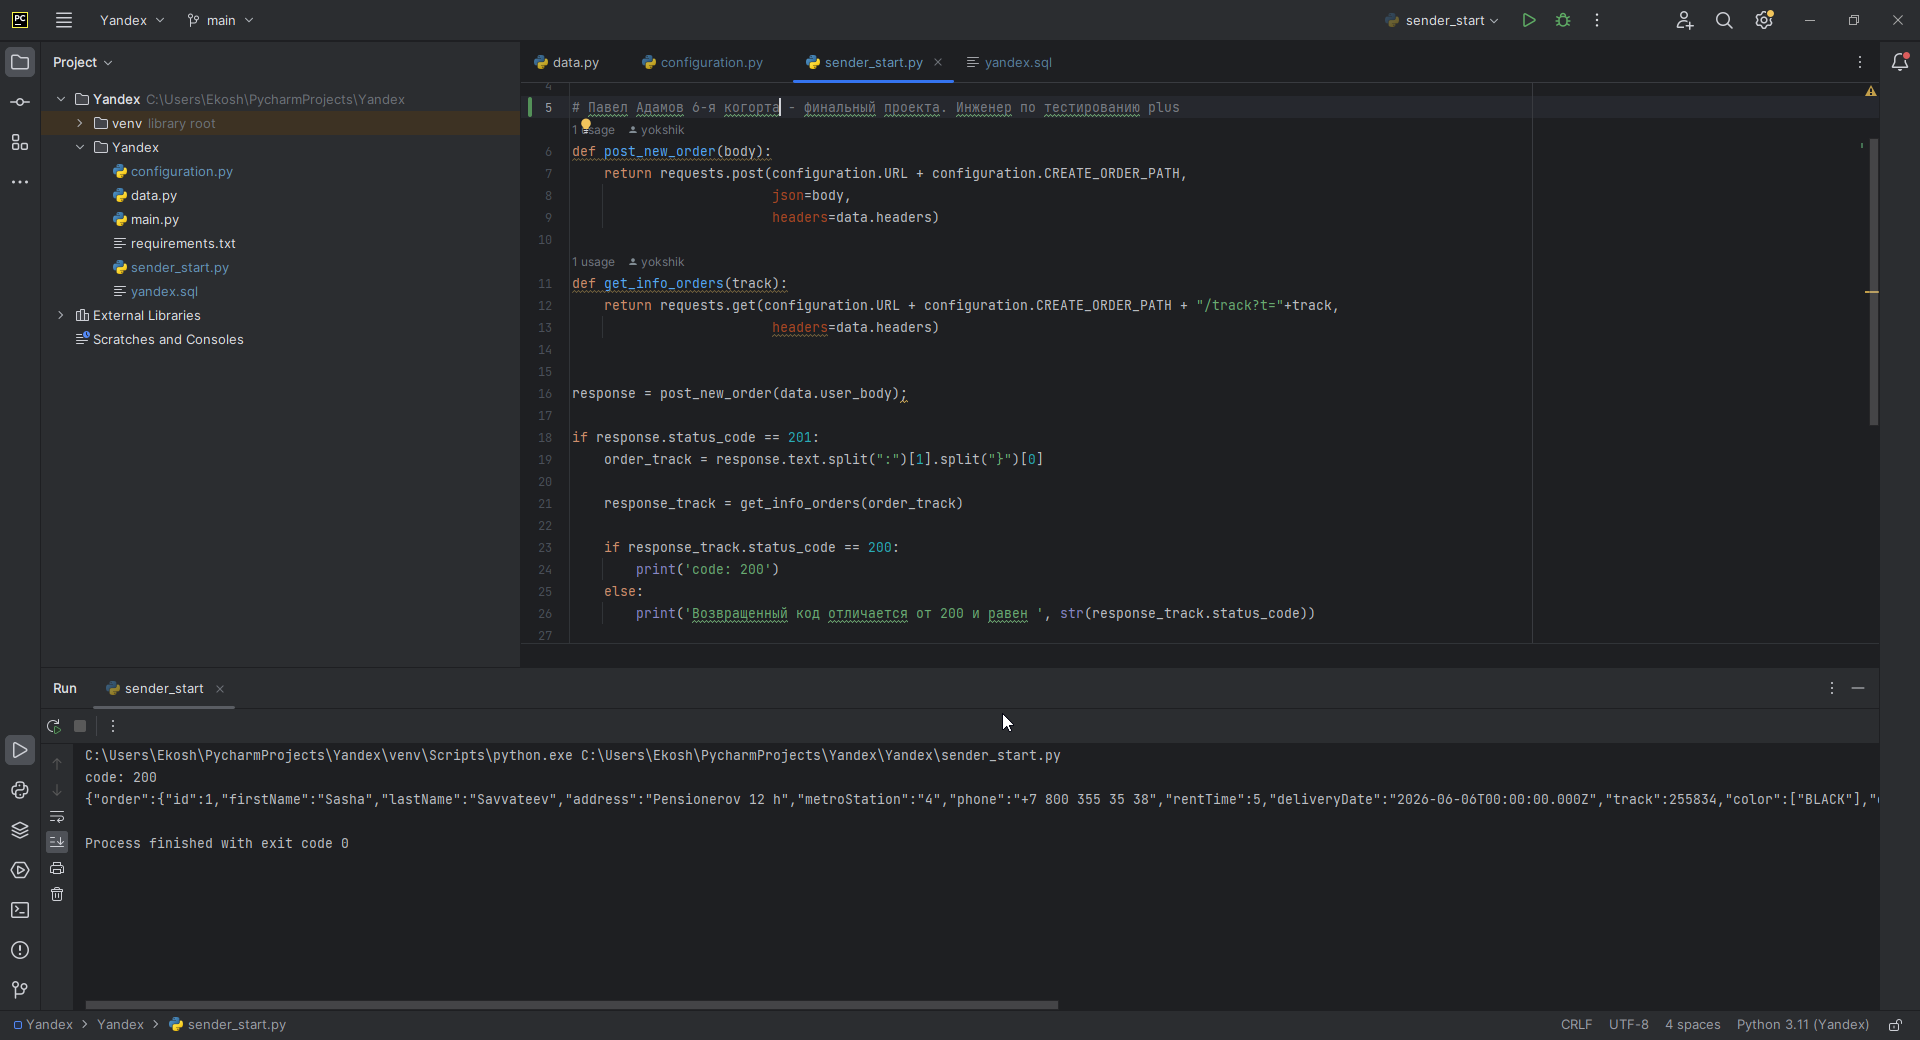 PC Yandex main sender_start
Project
data.py configuration.py sender_start.py yandex.sql
Yandex C:\Users\Ekosh\PycharmProjects\Yandex
venv library root
Yandex
configuration.py
data.py
main.py
requirements.txt
sender_start.py
yandex.sql
External Libraries
Scratches and Consoles
4
5 # Павел Адамов 6-я когорта - финальный проекта. Инженер по тестированию plus
1 usage yokshik
6 def post_new_order(body):
7 return requests.post(configuration.URL + configuration.CREATE_ORDER_PATH,
8 json=body,
9 headers=data.headers)
10
1 usage yokshik
11 def get_info_orders(track):
12 return requests.get(configuration.URL + configuration.CREATE_ORDER_PATH + "/track?t="+track,
13 headers=data.headers)
14
15
16 response = post_new_order(data.user_body);
17
18 if response.status_code == 201:
19 order_track = response.text.split(":")[1].split("}")[0]
20
21 response_track = get_info_orders(order_track)
22
23 if response_track.status_code == 200:
24 print('code: 200')
25 else:
26 print('Возвращенный код отличается от 200 и равен ', str(response_track.status_code))
27
Run sender_start
C:\Users\Ekosh\PycharmProjects\Yandex\venv\Scripts\python.exe C:\Users\Ekosh\PycharmProjects\Yandex\Yandex\sender_start.py
code: 200
{"order":{"id":1,"firstName":"Sasha","lastName":"Savvateev","address":"Pensionerov 12 h","metroStation":"4","phone":"+7 800 355 35 38","rentTime":5,"deliveryDate":"2026-06-06T00:00:00.000Z","track":255834,"color":["BLACK"],"
Process finished with exit code 0
Yandex > Yandex > sender_start.py
CRLF UTF-8 4 spaces Python 3.11 (Yandex)